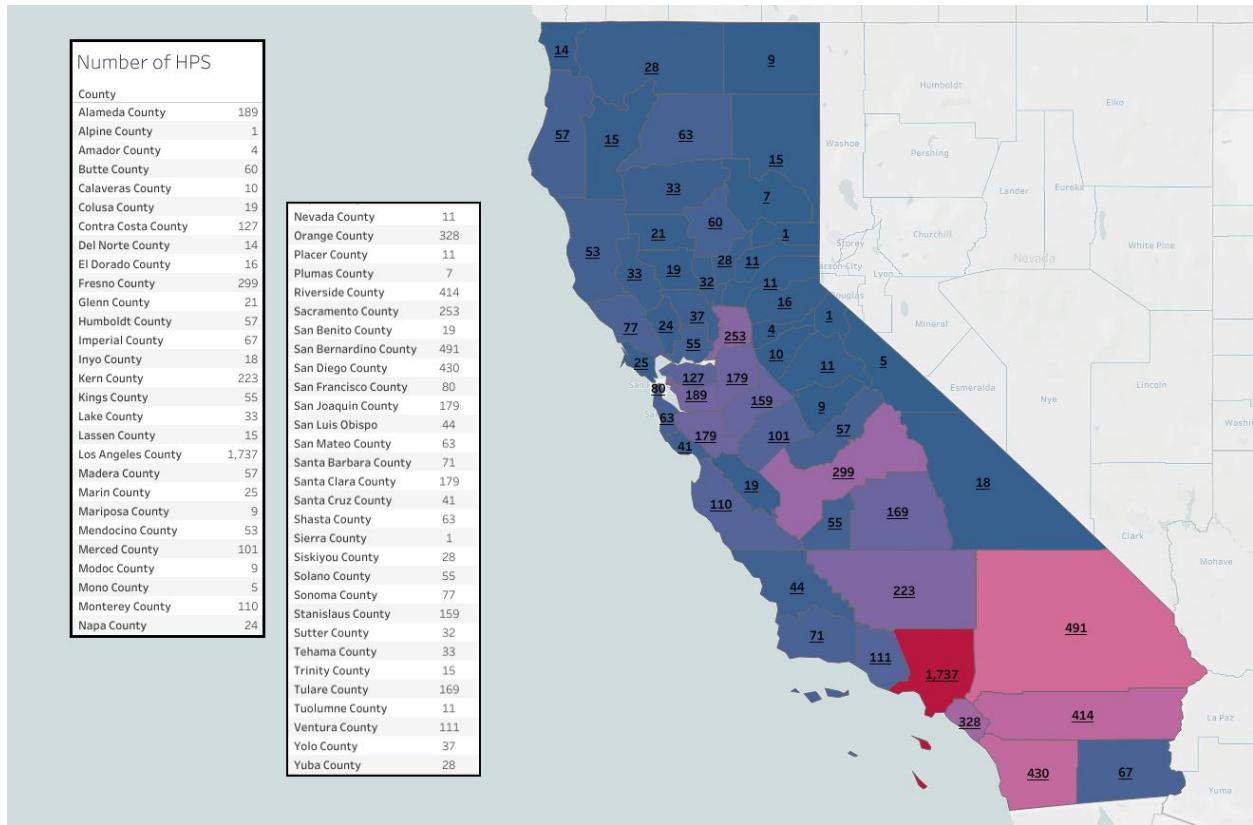 Number of HPS
County
Alameda County 189
Alpine County 1
Amador County 4
Butte County 60
Calaveras County 10
Colusa County 19
Contra Costa County 127
Del Norte County 14
El Dorado County 16
Fresno County 299
Glenn County 21
Humboldt County 57
Imperial County 67
Inyo County 18
Kern County 223
Kings County 55
Lake County 33
Lassen County 15
Los Angeles County 1,737
Madera County 57
Marin County 25
Mariposa County 9
Mendocino County 53
Merced County 101
Modoc County 9
Mono County 5
Monterey County 110
Napa County 24
Nevada County 11
Orange County 328
Placer County 11
Plumas County 7
Riverside County 414
Sacramento County 253
San Benito County 19
San Bernardino County 491
San Diego County 430
San Francisco County 80
San Joaquin County 179
San Luis Obispo 44
San Mateo County 63
Santa Barbara County 71
Santa Clara County 179
Santa Cruz County 41
Shasta County 63
Sierra County 1
Siskiyou County 28
Solano County 55
Sonoma County 77
Stanislaus County 159
Sutter County 32
Tehama County 33
Trinity County 15
Tulare County 169
Tuolumne County 11
Ventura County 111
Yolo County 37
Yuba County 28
14
28
9
Humboldt
Elko
57
15
63
Washoe
Pershing
15
33
7
Lander
Eureka
60
21
1
Storey
Churchill
White Pine
53
28
11
33
19
32
11
Lyon
Nevada
16
Douglas
77
24
37
1
Mineral
253
4
55
10
25
5
127
179
11
Esmeralda
Lincoln
80
189
159
9
Nye
63
57
179
101
41
299
19
18
110
169
55
Clark
Mohave
44
223
491
71
111
1,737
414
La Paz
328
430
67
Yuma